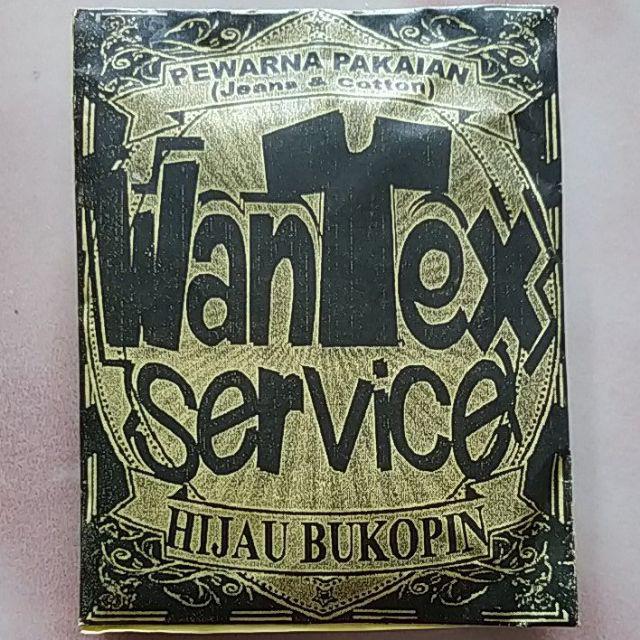 PEWARNA PAKAIAN
(Jeans & Cotton)
WanTex
service
HIJAU BUKOPIN